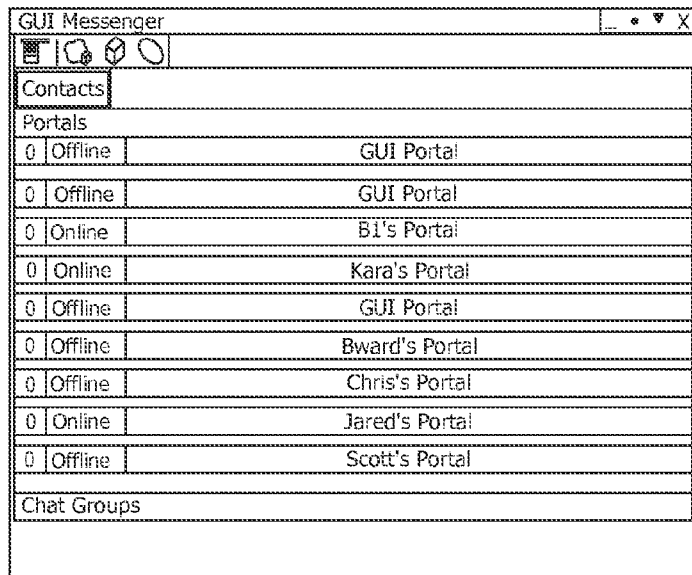 GUI Messenger
Contacts
Portals
0 Offline GUI Portal
0 Offline GUI Portal
0 Online B1's Portal
0 Online Kara's Portal
0 Offline GUI Portal
0 Offline Bward's Portal
0 Offline Chris's Portal
0 Online Jared's Portal
0 Offline Scott's Portal
Chat Groups